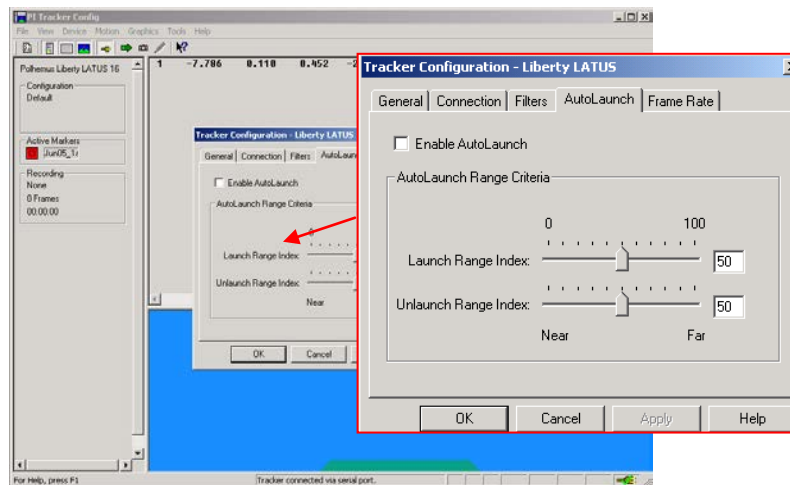 PI Tracker Config
File View Device Motion Graphics Tools Help
Polhemus Liberty LATUS 16
Configuration
Default
Active Markers
Jun05_1r
Recording
None
0 Frames
00:00:00
1 -7.786 0.110 0.452
Tracker Configuration - Liberty LATUS
General Connection Filters
Enable AutoLaunch
AutoLaunch Range Criteria
Launch Range Index:
Unlaunch Range Index:
Near
OK Cancel
Tracker Configuration - Liberty LATUS
General Connection Filters AutoLaunch Frame Rate
Enable AutoLaunch
AutoLaunch Range Criteria
0 100
Launch Range Index: 50
Unlaunch Range Index: 50
Near Far
OK Cancel Apply Help
For Help, press F1 Tracker connected via serial port.